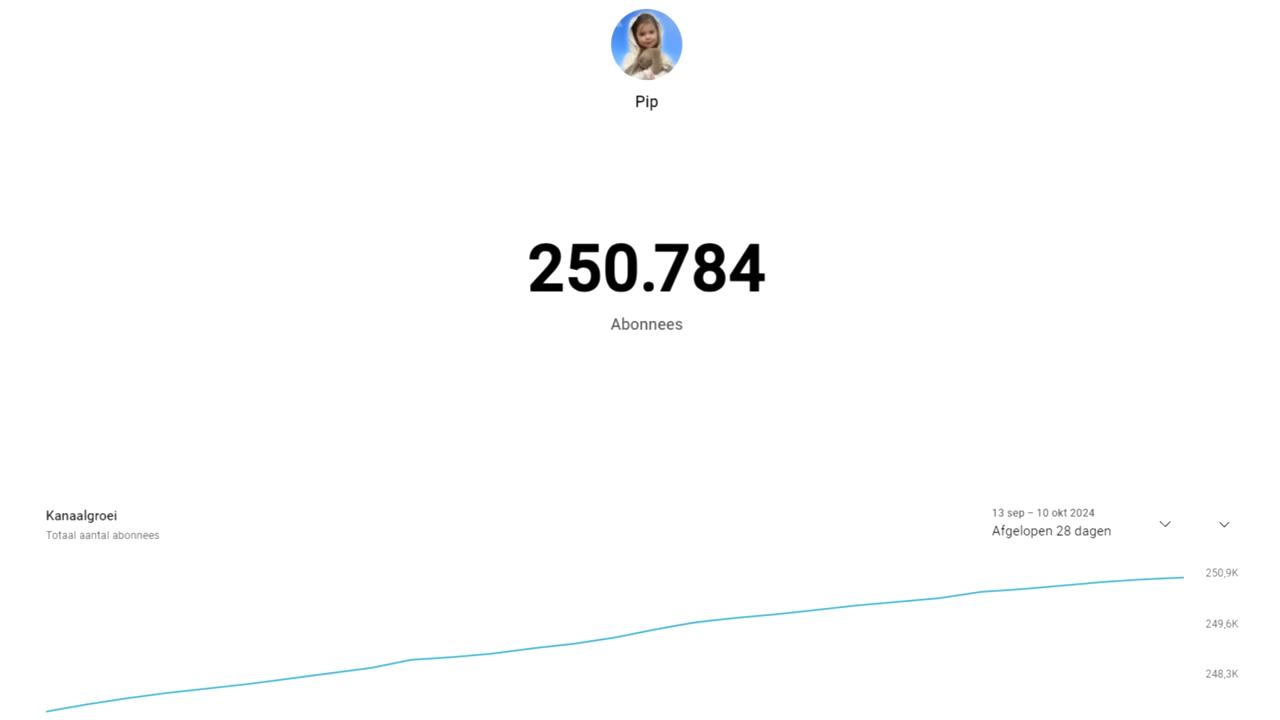 Pip
250.784
Abonnees
Kanaalgroei
Totaal aantal abonnees
13 sep – 10 okt 2024
Afgelopen 28 dagen
250,9K
249,6K
248,3K